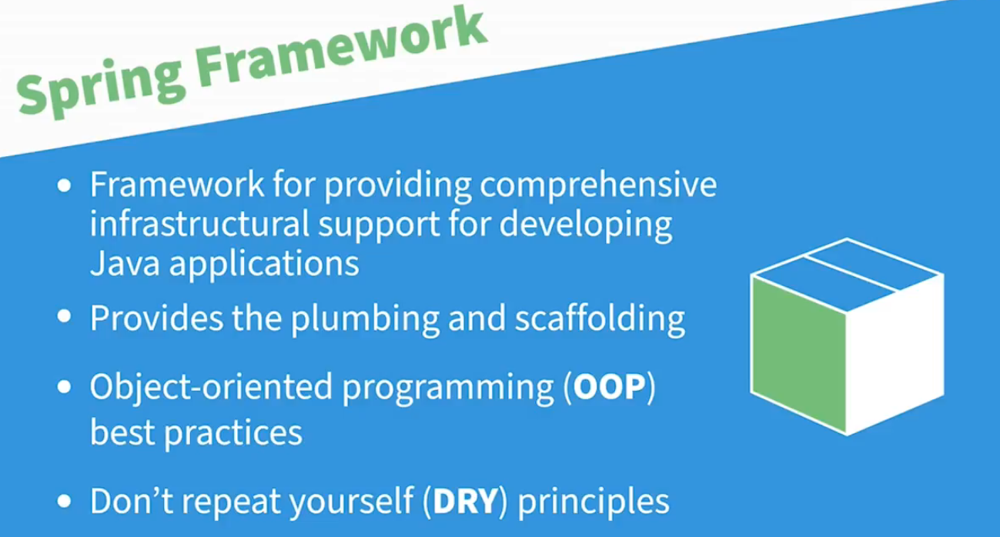 Spring Framework
• Framework for providing comprehensive
infrastructural support for developing
Java applications
• Provides the plumbing and scaffolding
• Object-oriented programming (OOP)
best practices
• Don’t repeat yourself (DRY) principles